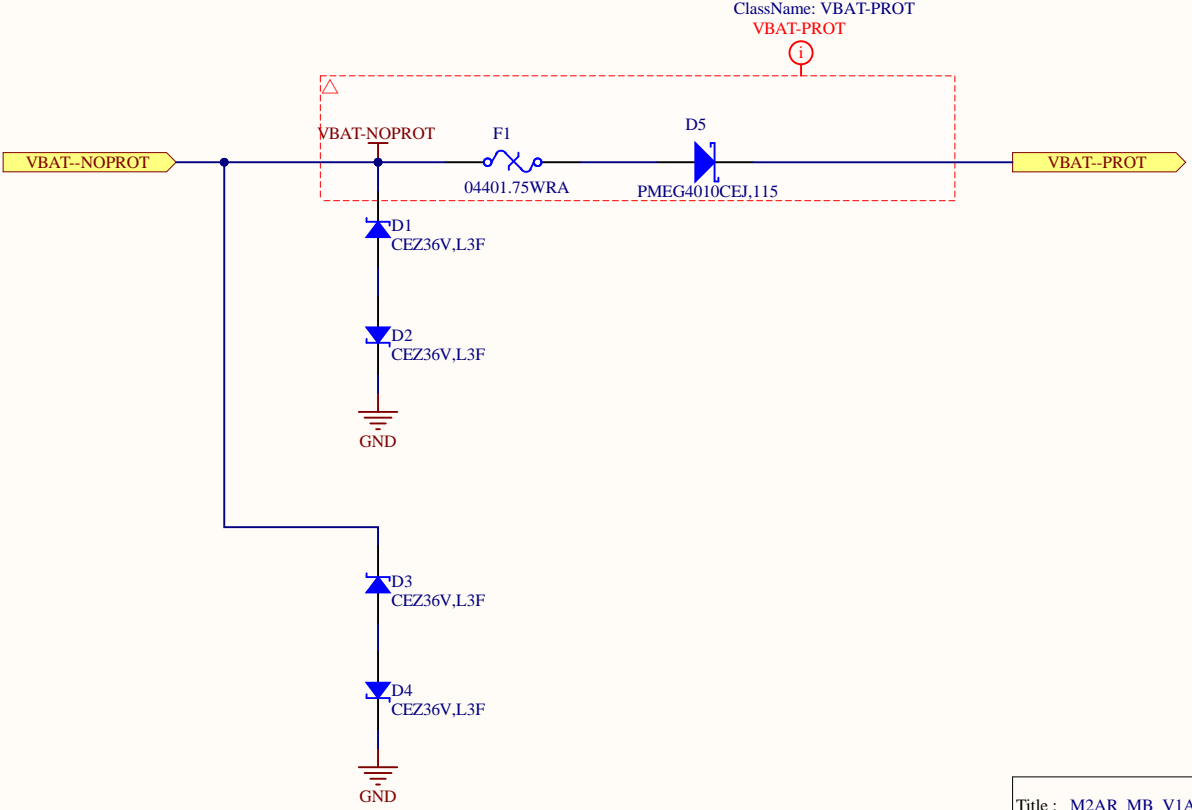 ClassName: VBAT-PROT
VBAT-PROT
i
VBAT-NOPROT
F1
D5
VBAT--NOPROT
VBAT--PROT
04401.75WRA
PMEG4010CEJ,115
D1
CEZ36V,L3F
D2
CEZ36V,L3F
GND
D3
CEZ36V,L3F
D4
CEZ36V,L3F
GND
Title : M2AR_MB_V1A